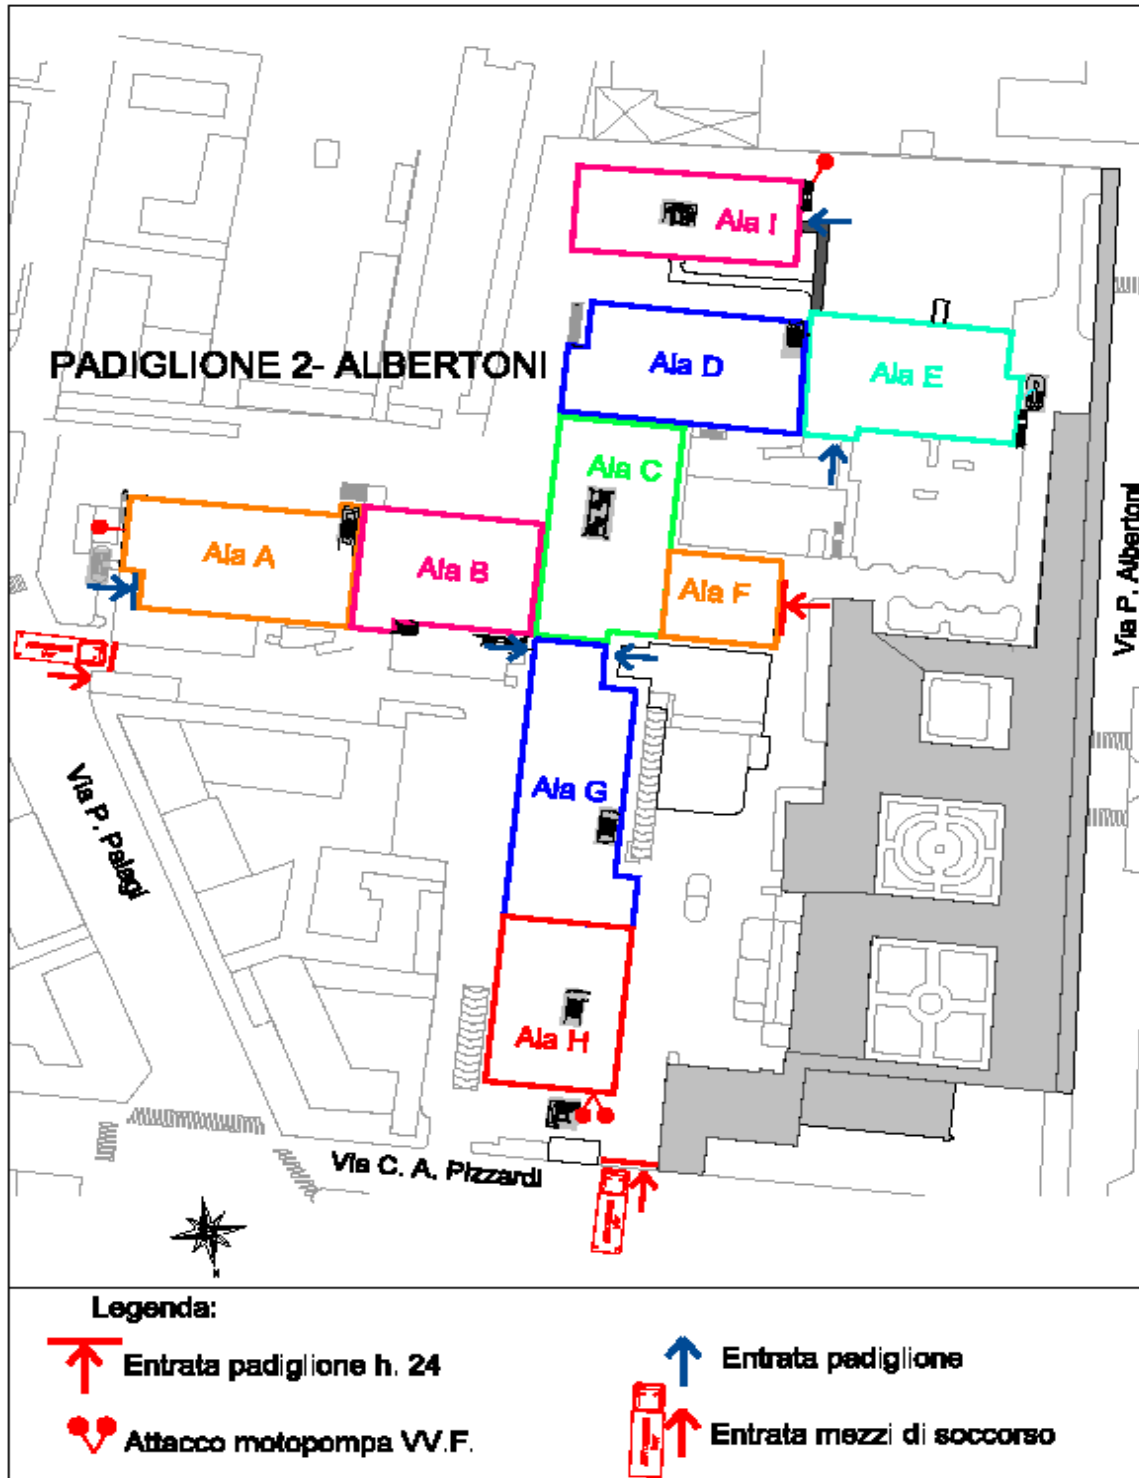 Ala I
PADIGLIONE 2- ALBERTONI
Ala D
Ala E
Ala C
Ala A
Ala B
Ala F
Via P. Albertoni
Ala G
Via P. Palagi
Ala H
Via C. A. Pizzardi
Legenda:
Entrata padiglione h. 24
Entrata padiglione
Attacco motopompa VV.F.
Entrata mezzi di soccorso